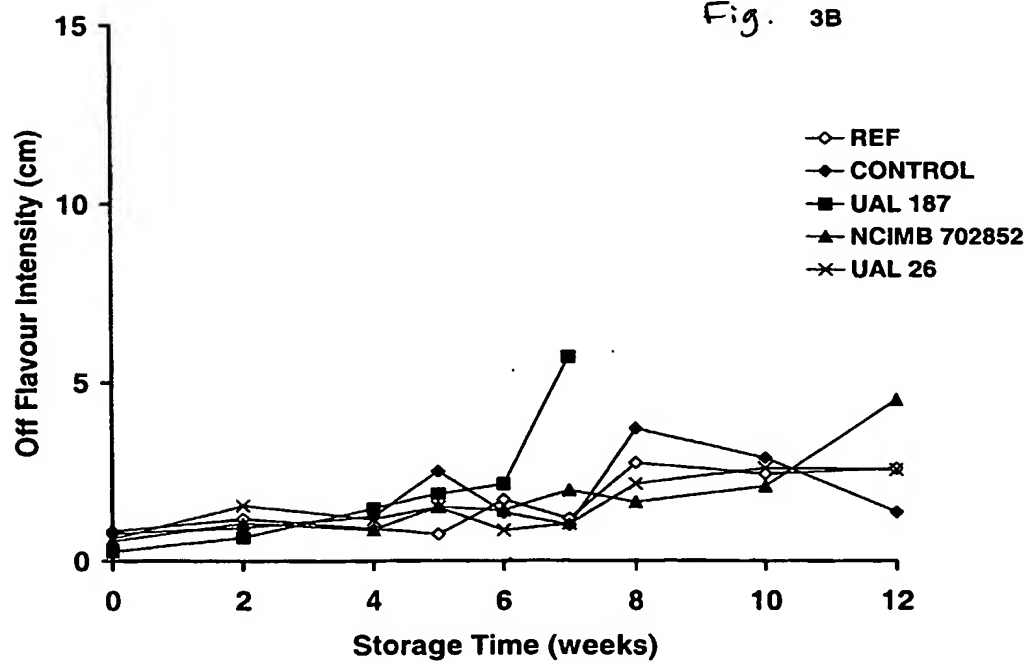 Fig. 3B
15
10
5
0
Off Flavour Intensity (cm)
REF
CONTROL
UAL 187
NCIMB 702852
UAL 26
0 2 4 6 8 10 12
Storage Time (weeks)